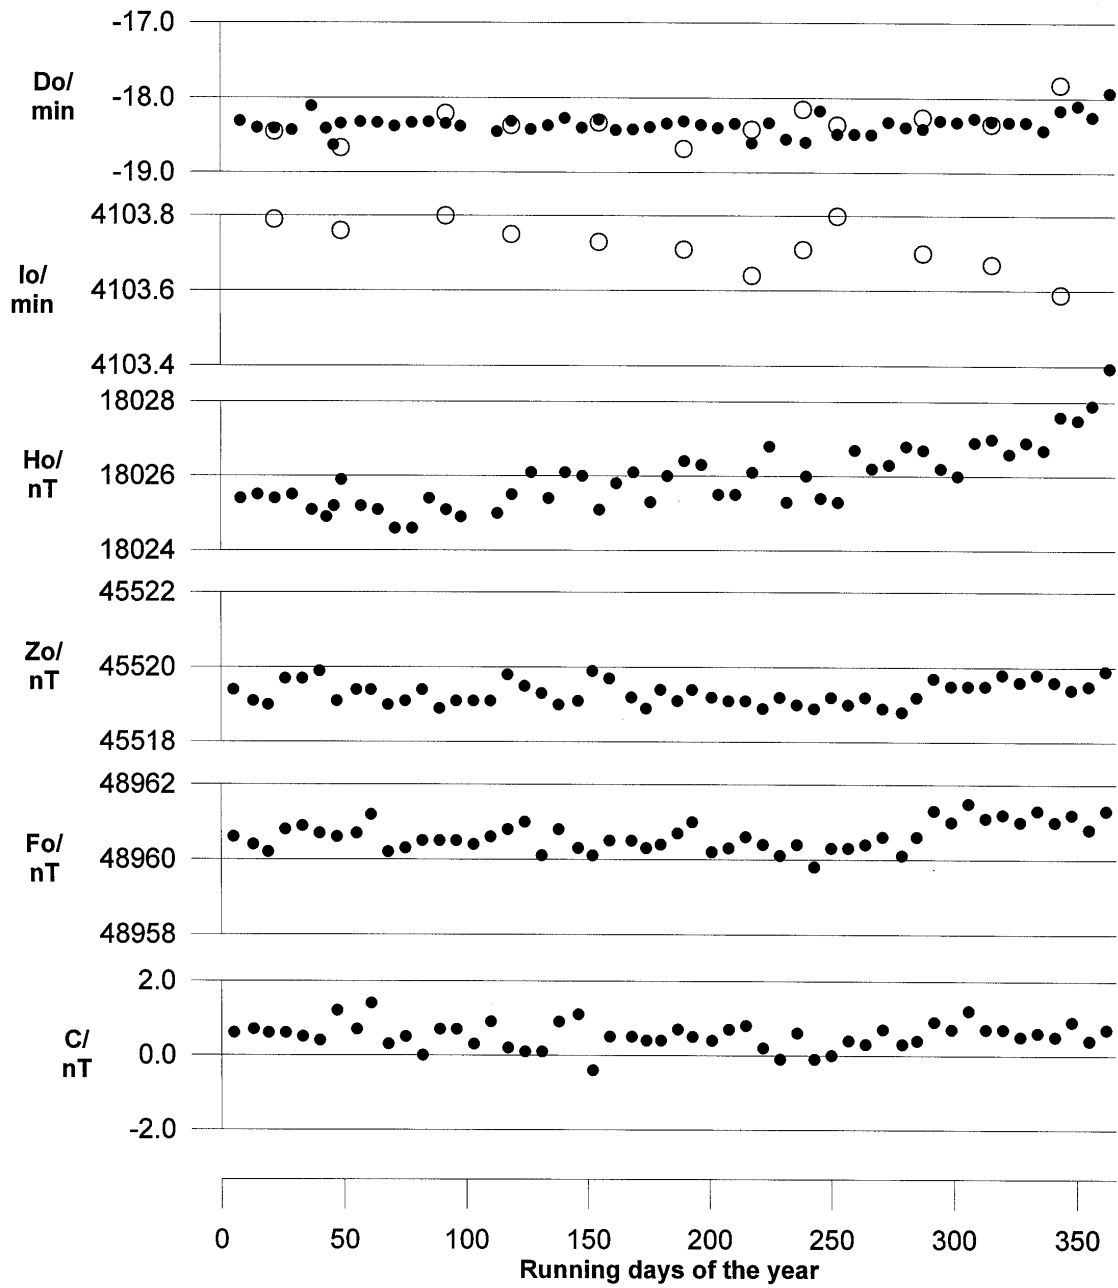 -17.0
Do/
min
-18.0
-19.0
4103.8
Io/
min
4103.6
4103.4
18028
Ho/
nT
18026
18024
45522
Zo/
nT
45520
45518
48962
Fo/
nT
48960
48958
2.0
C/
nT
0.0
-2.0
0 50 100 150 200 250 300 350
Running days of the year